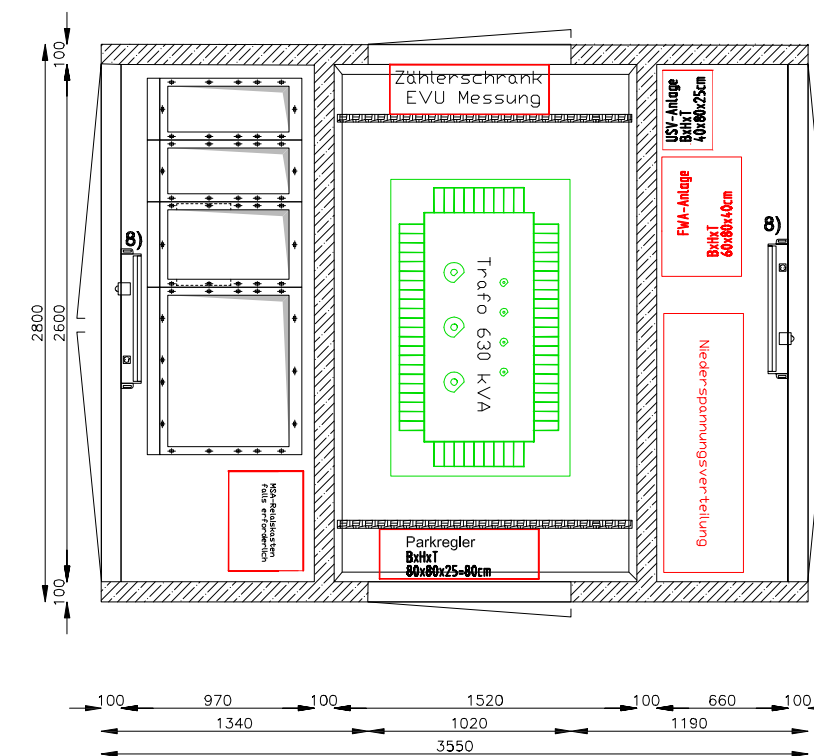 100
Zählerschrank
EVU Messung
USV-Anlage
BxHxT
40x80x25cm
FWA-Anlage
BxHxT
60x80x40cm
8)
8)
2800
2600
Trafo 630 kVA
Niederspannungsverteilung
MSA-Relaiskasten
falls erforderlich
Parkregler
BxHxT
80x80x25=80cm
100
100 970 100 1520 100 660 100
1340 1020 1190
3550